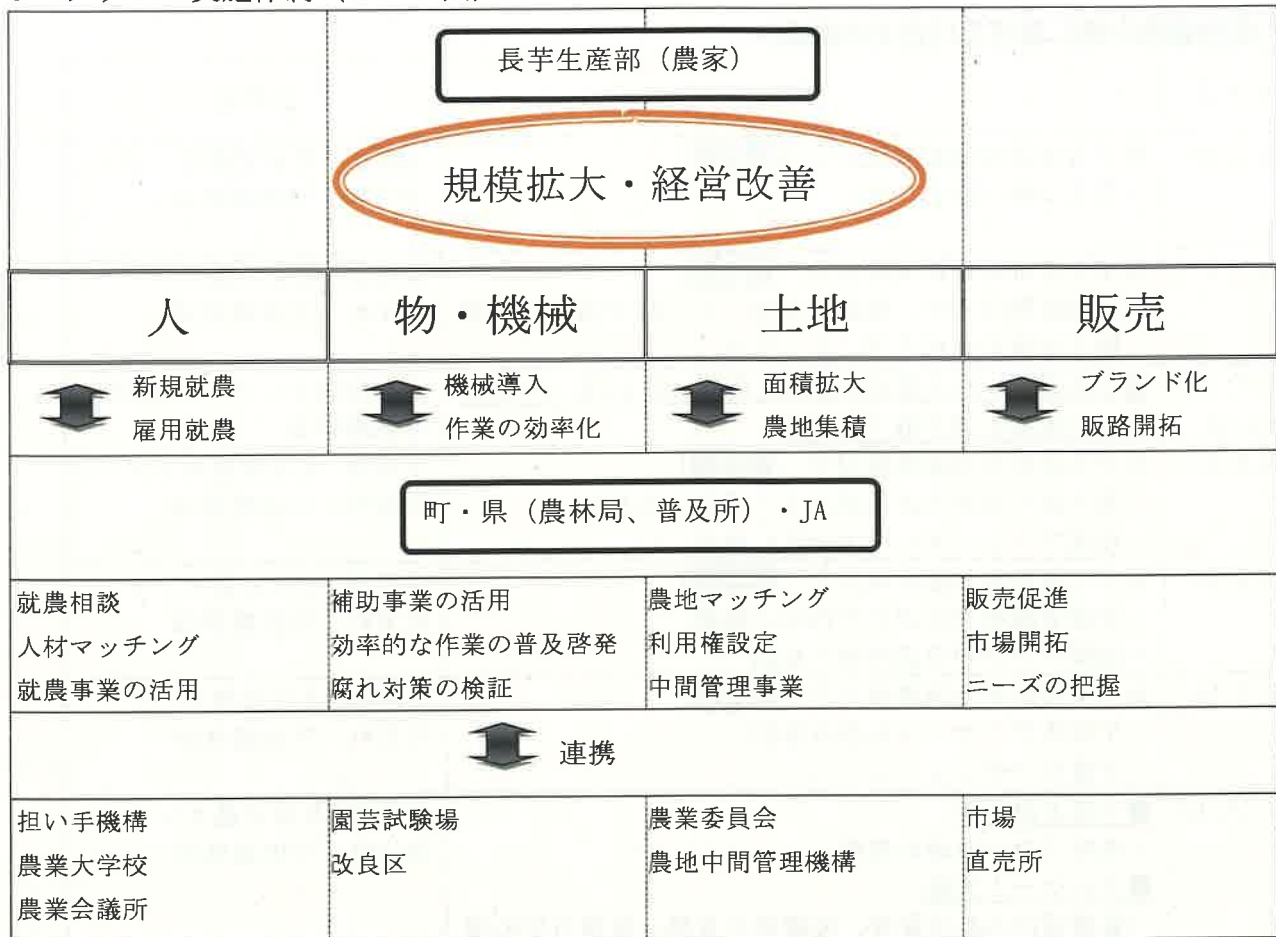 長芋生産部（農家）
規模拡大・経営改善
人 物・機械 土地 販売
新規就農 機械導入 面積拡大 ブランド化
雇用就農 作業の効率化 農地集積 販路開拓
町・県（農林局、普及所）・JA
就農相談 補助事業の活用 農地マッチング 販売促進
人材マッチング 効率的な作業の普及啓発 利用権設定 市場開拓
就農事業の活用 腐れ対策の検証 中間管理事業 ニーズの把握
連携
担い手機構 園芸試験場 農業委員会 市場
農業大学校 改良区 農地中間管理機構 直売所
農業会議所